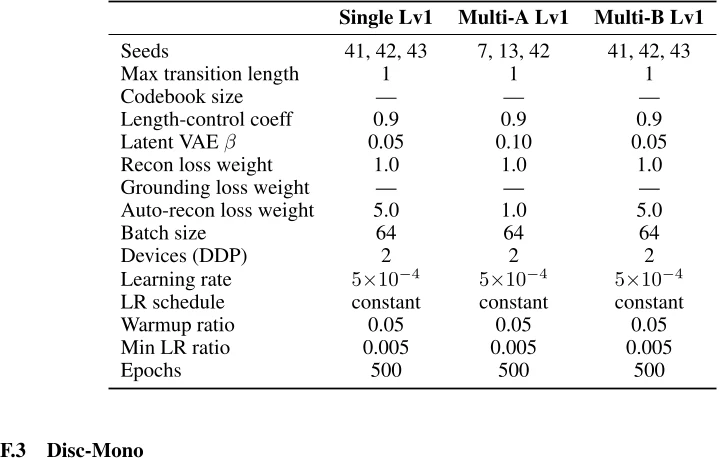 Single Lv1 Multi-A Lv1 Multi-B Lv1
Seeds 41, 42, 43 7, 13, 42 41, 42, 43
Max transition length 1 1 1
Codebook size — — —
Length-control coeff 0.9 0.9 0.9
Latent VAE β 0.05 0.10 0.05
Recon loss weight 1.0 1.0 1.0
Grounding loss weight — — —
Auto-recon loss weight 5.0 1.0 5.0
Batch size 64 64 64
Devices (DDP) 2 2 2
Learning rate 5×10⁻⁴ 5×10⁻⁴ 5×10⁻⁴
LR schedule constant constant constant
Warmup ratio 0.05 0.05 0.05
Min LR ratio 0.005 0.005 0.005
Epochs 500 500 500
F.3 Disc-Mono